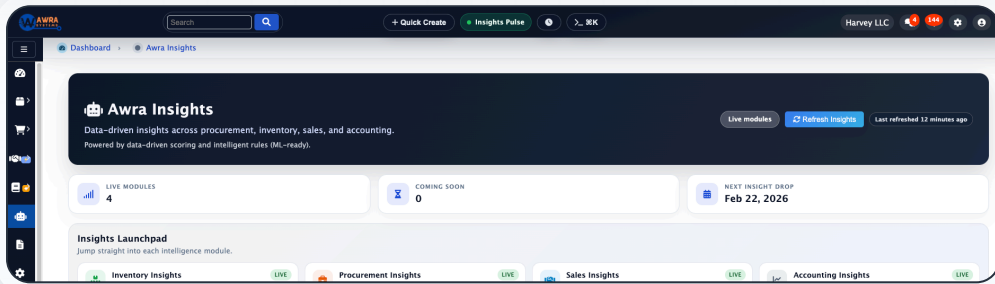 AWRA
SYSTEMS
Search
+ Quick Create
Insights Pulse
>_ ⌘K
Harvey LLC
4
144
Dashboard › Awra Insights
Awra Insights
Data-driven insights across procurement, inventory, sales, and accounting.
Powered by data-driven scoring and intelligent rules (ML-ready).
Live modules
Refresh Insights
Last refreshed 12 minutes ago
LIVE MODULES
4
COMING SOON
0
NEXT INSIGHT DROP
Feb 22, 2026
Insights Launchpad
Jump straight into each intelligence module.
Inventory Insights LIVE
Procurement Insights LIVE
Sales Insights LIVE
Accounting Insights LIVE